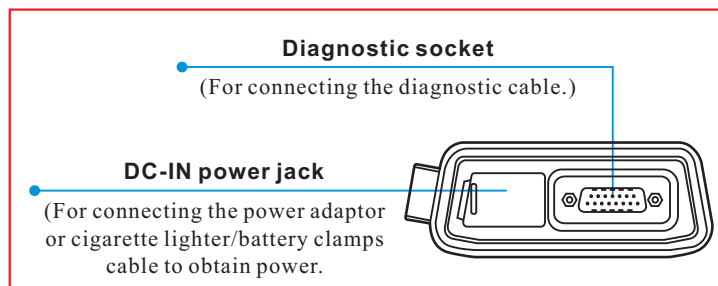 Diagnostic socket
(For connecting the diagnostic cable.)
DC-IN power jack
(For connecting the power adaptor
or cigarette lighter/battery clamps
cable to obtain power.